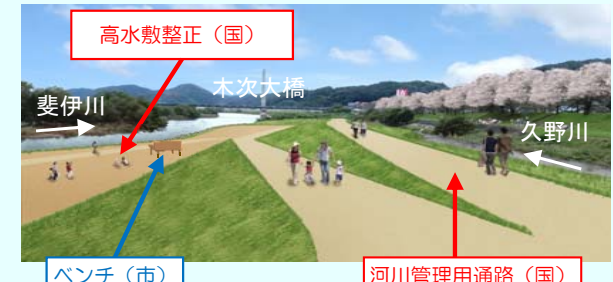 高水敷整正（国）
木次大橋
斐伊川
久野川
ベンチ（市）
河川管理用通路（国）